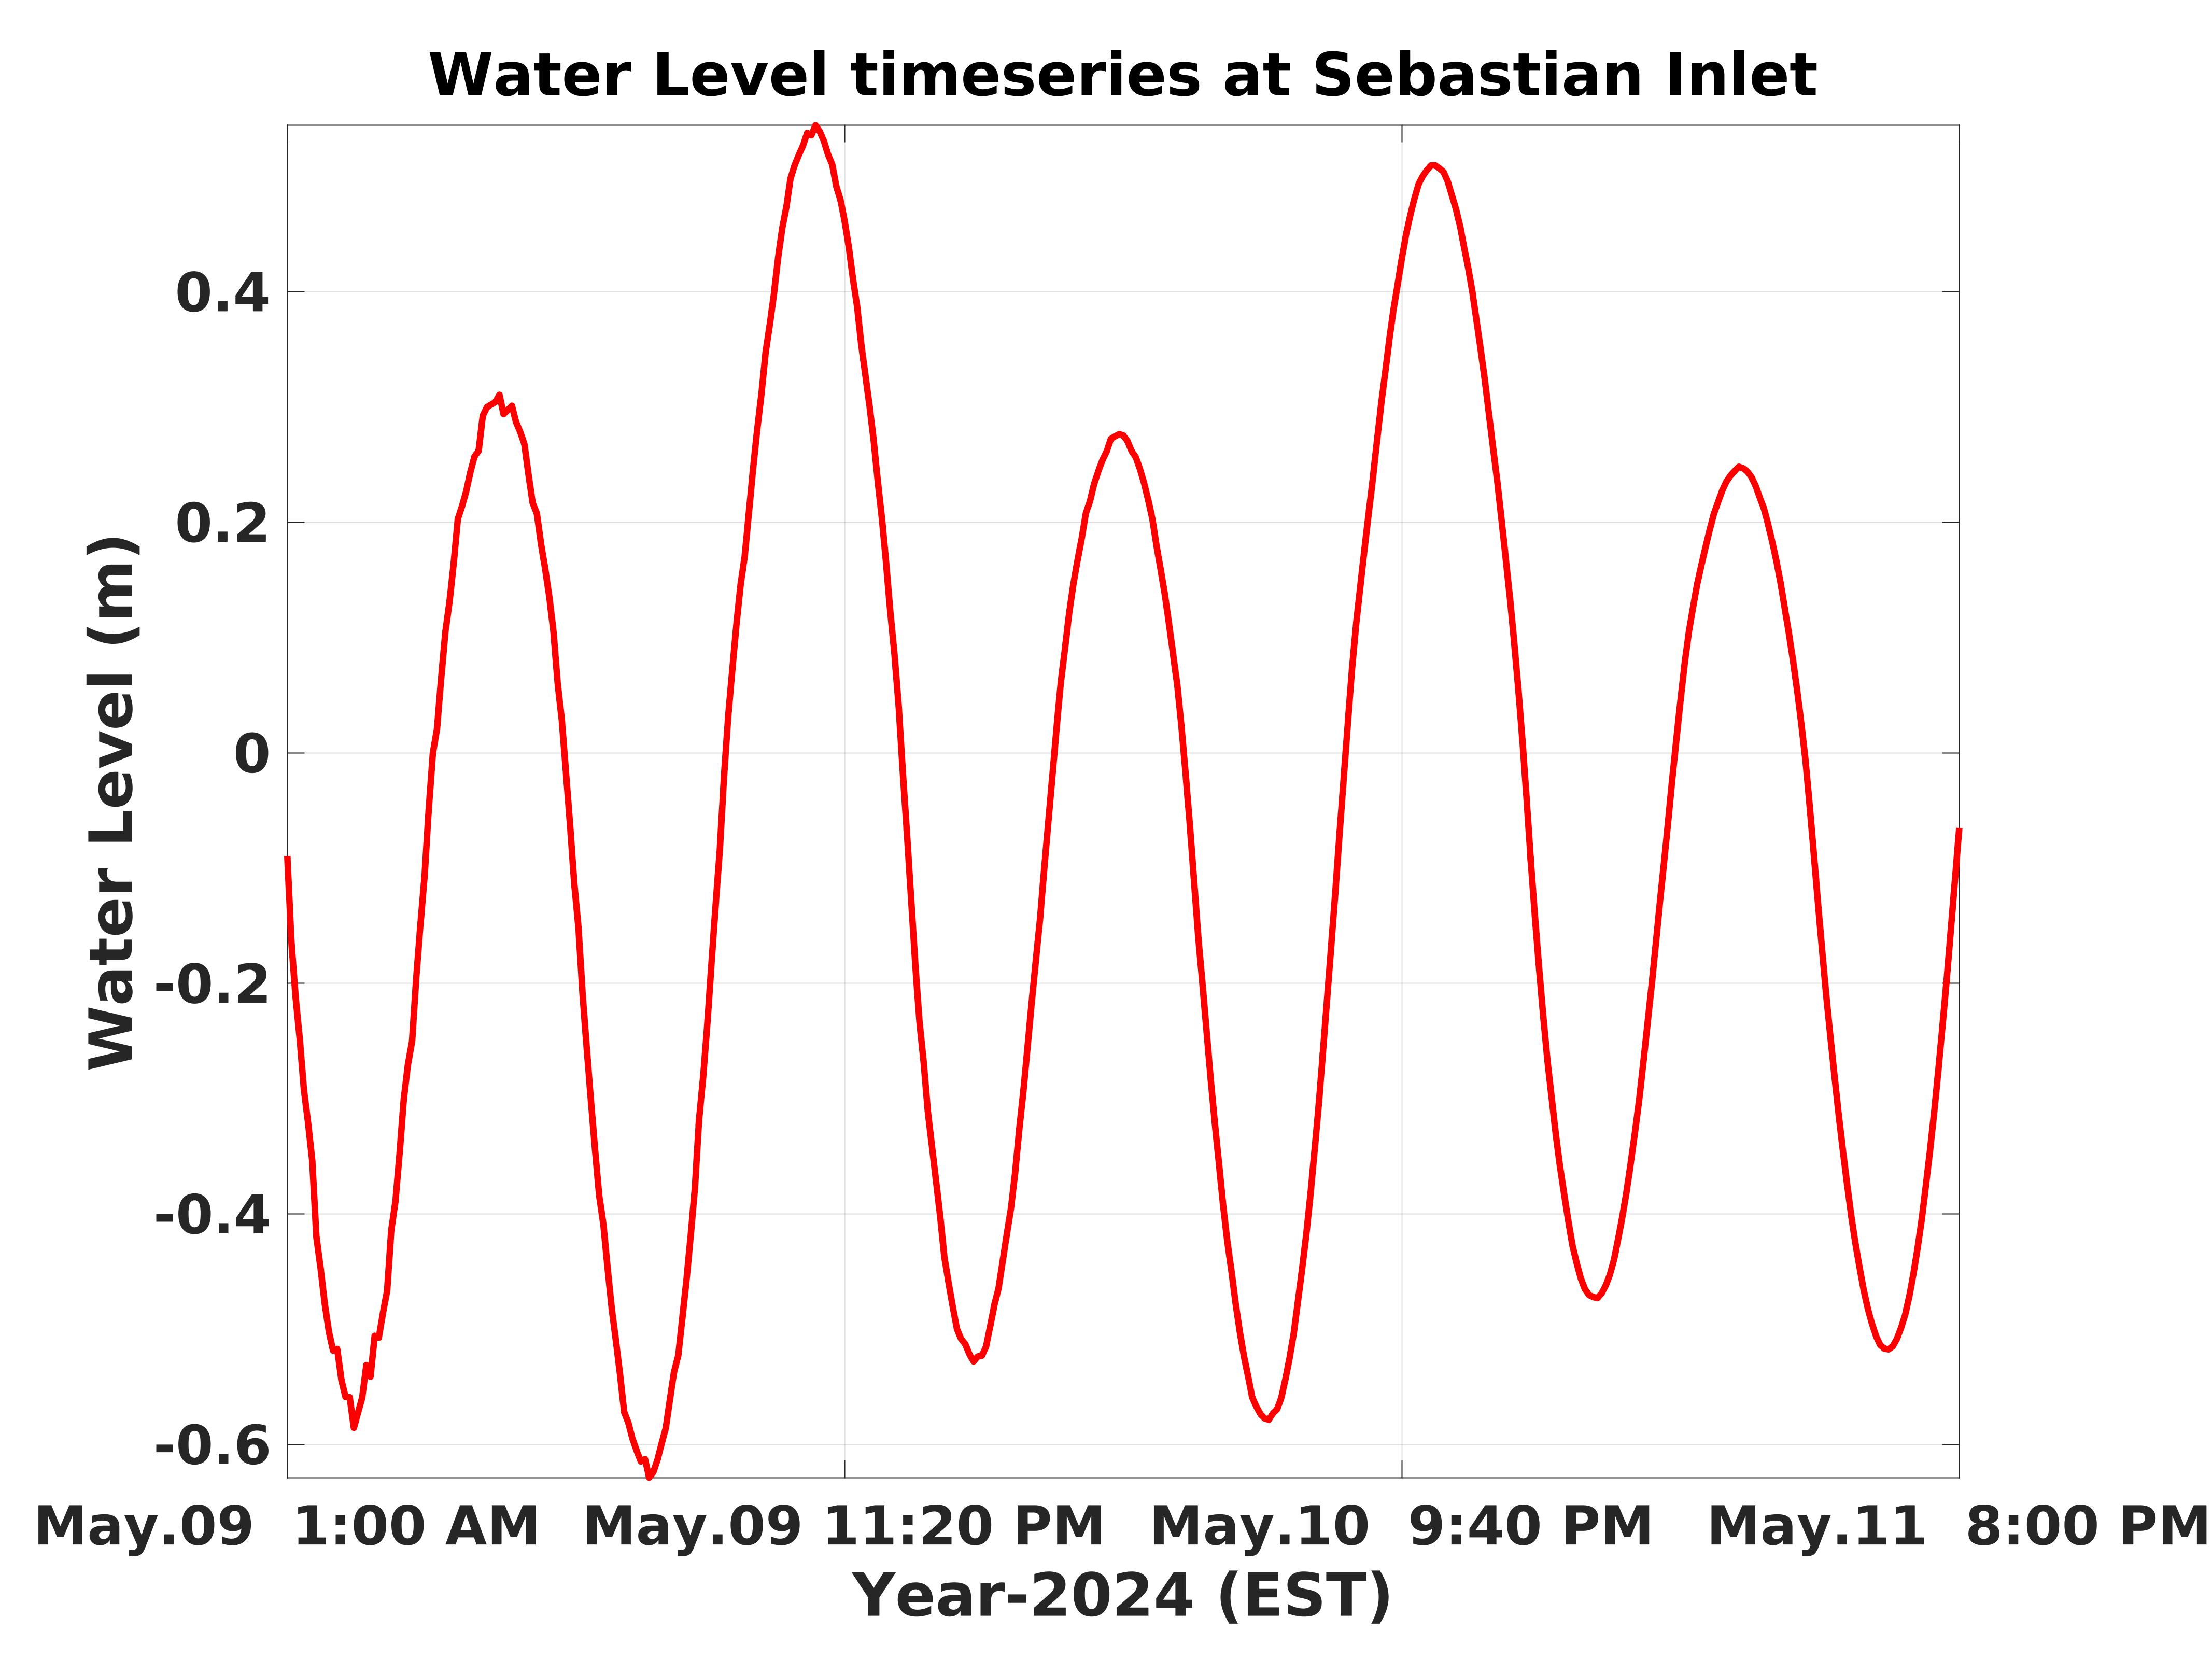 Water Level timeseries at Sebastian Inlet
Water Level (m)
0.4
0.2
0
-0.2
-0.4
-0.6
May.09 1:00 AM May.09 11:20 PM May.10 9:40 PM May.11 8:00 PM
Year-2024 (EST)